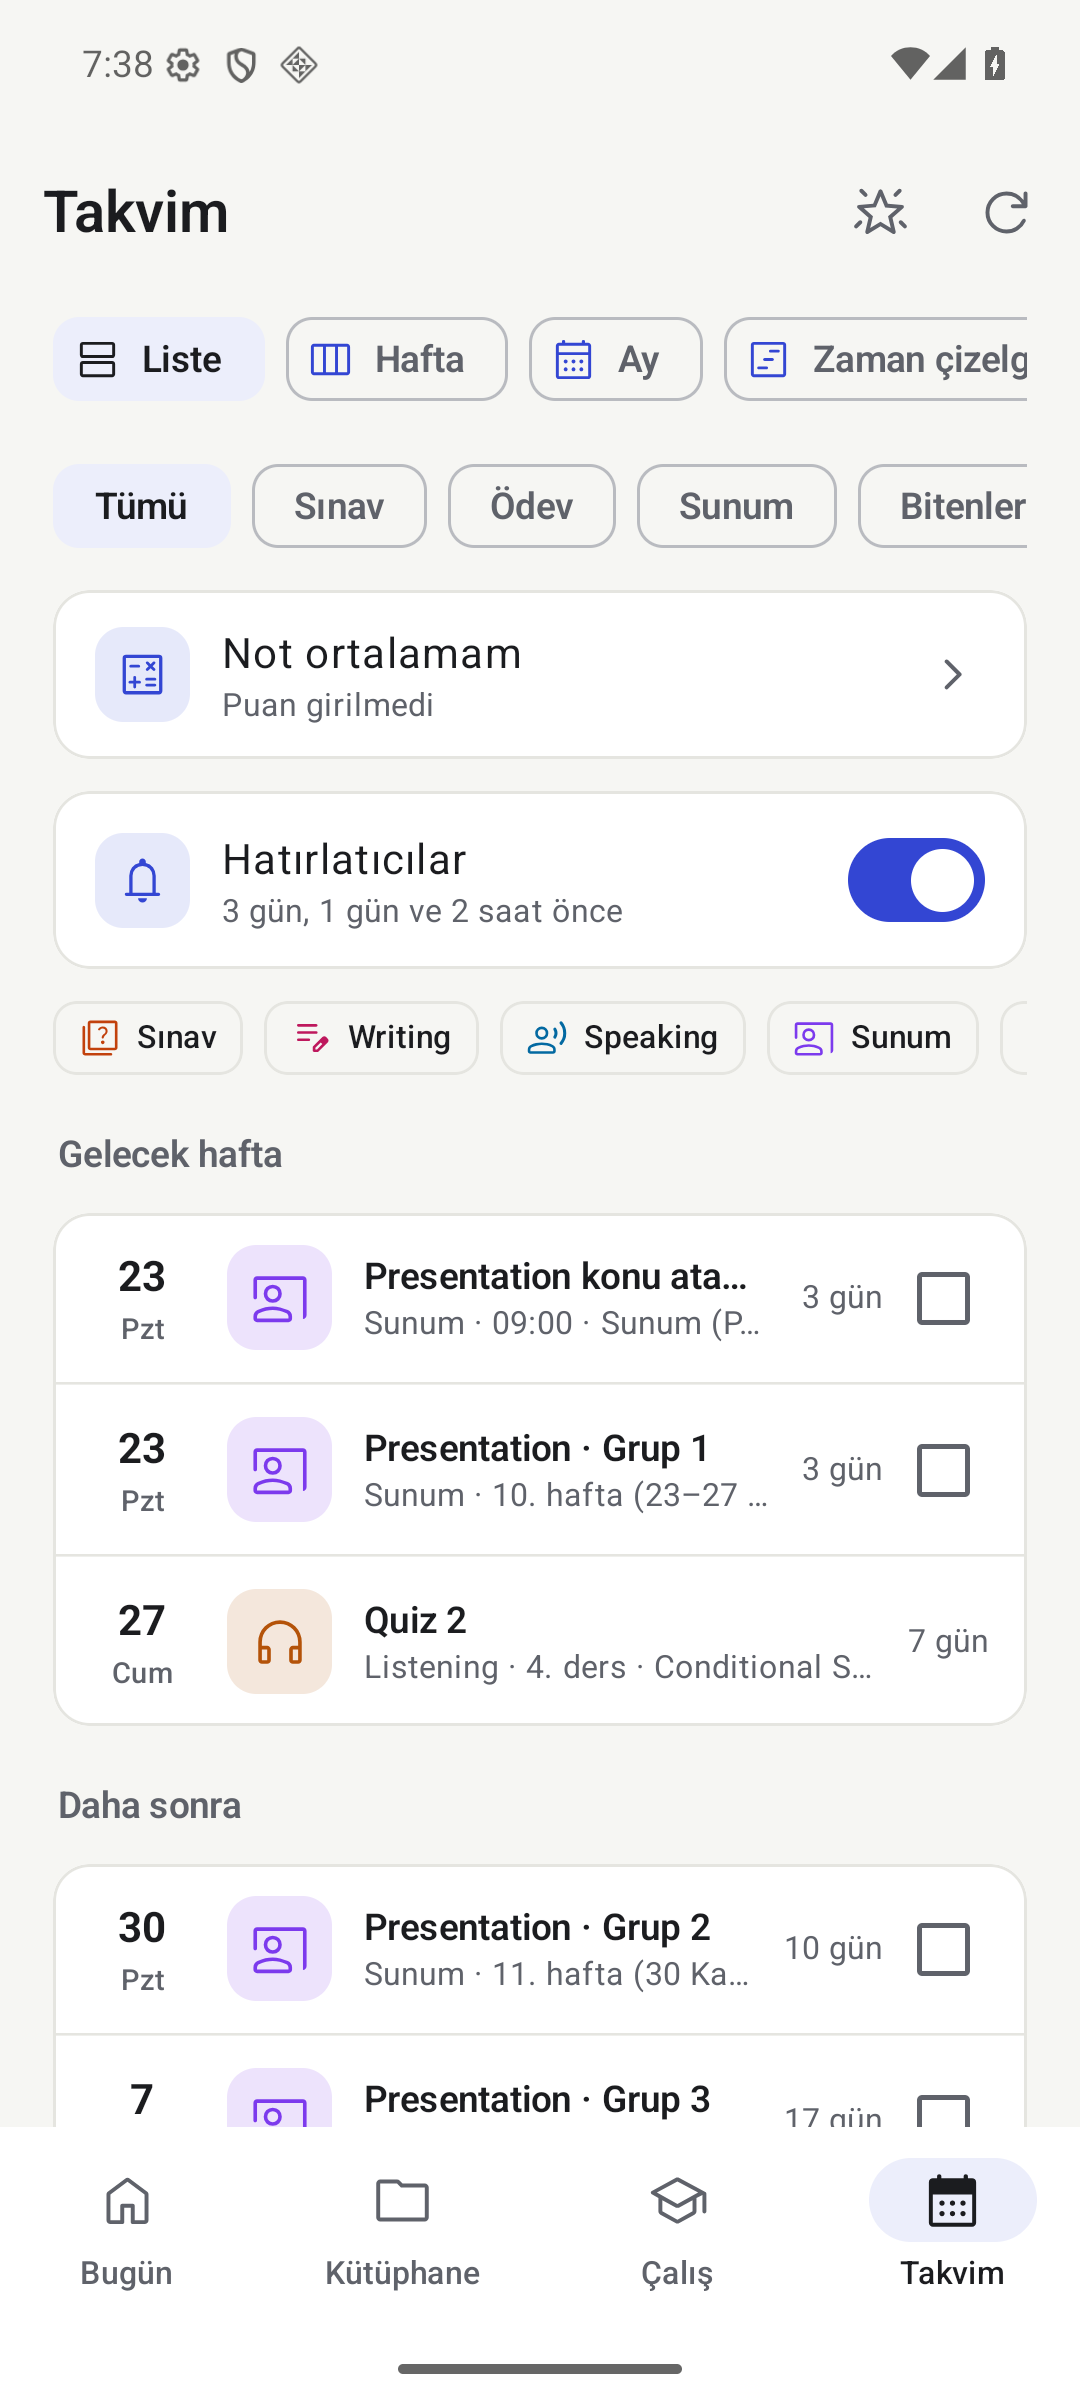 7:38
Takvim
Liste
Hafta
Ay
Zaman çizelg
Tümü
Sınav
Ödev
Sunum
Bitenler
Not ortalamam
Puan girilmedi
Hatırlatıcılar
3 gün, 1 gün ve 2 saat önce
Sınav
Writing
Speaking
Sunum
Gelecek hafta
23
Pzt
Presentation konu ata…
Sunum · 09:00 · Sunum (P…
3 gün
23
Pzt
Presentation · Grup 1
Sunum · 10. hafta (23–27 …
3 gün
27
Cum
Quiz 2
Listening · 4. ders · Conditional S…
7 gün
Daha sonra
30
Pzt
Presentation · Grup 2
Sunum · 11. hafta (30 Ka…
10 gün
7
Presentation · Grup 3
17 gün
Bugün
Kütüphane
Çalış
Takvim